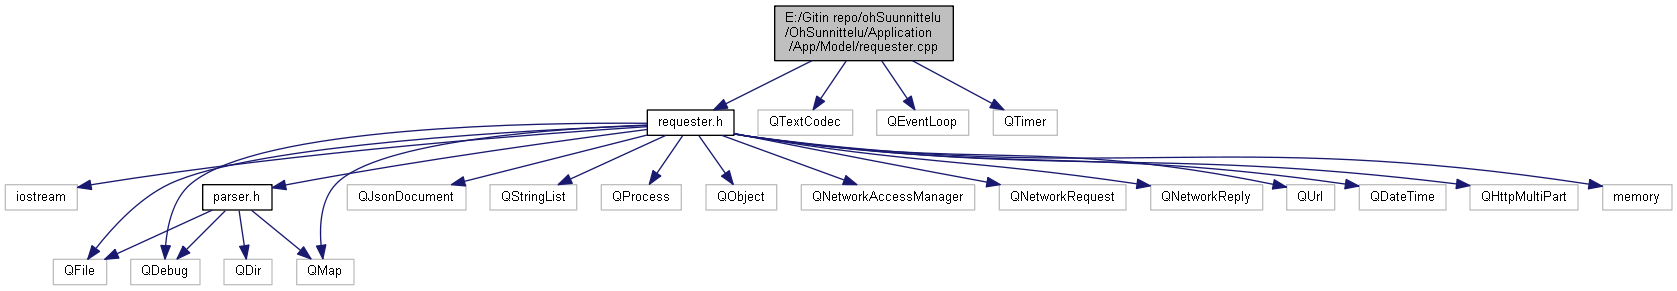 E:/Gitin repo/ohSuunnittelu
/OhSunnittelu/Application
/App/Model/requester.cpp
requester.h
QTextCodec
QEventLoop
QTimer
iostream
parser.h
QJsonDocument
QStringList
QProcess
QObject
QNetworkAccessManager
QNetworkRequest
QNetworkReply
QUrl
QDateTime
QHttpMultiPart
memory
QFile
QDebug
QDir
QMap